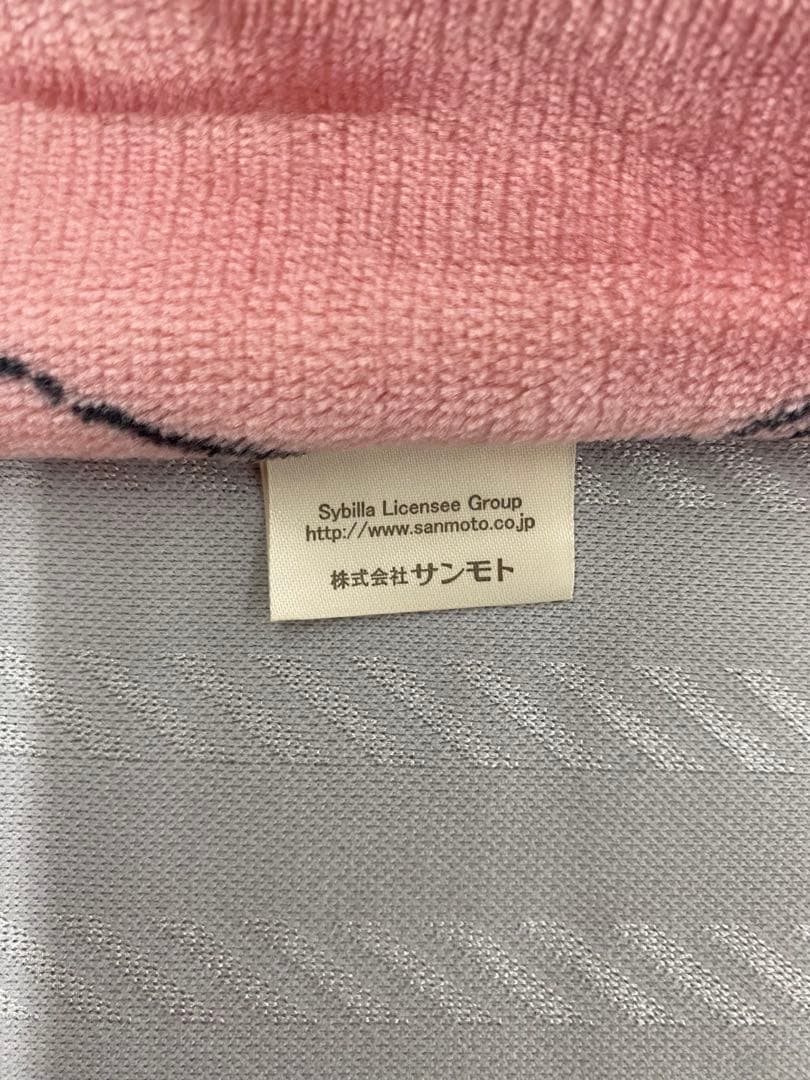 Sybilla Licensee Group
http://www.sanmoto.co.jp
株式会社サンモト